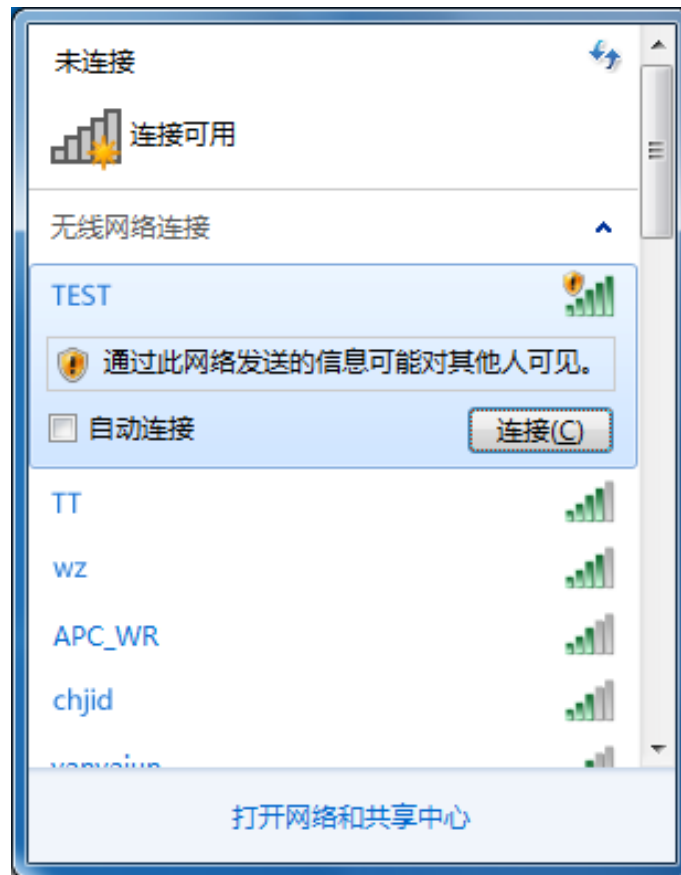 未连接
连接可用
无线网络连接
TEST
通过此网络发送的信息可能对其他人可见。
自动连接
连接(C)
TT
wz
APC_WR
chjid
打开网络和共享中心